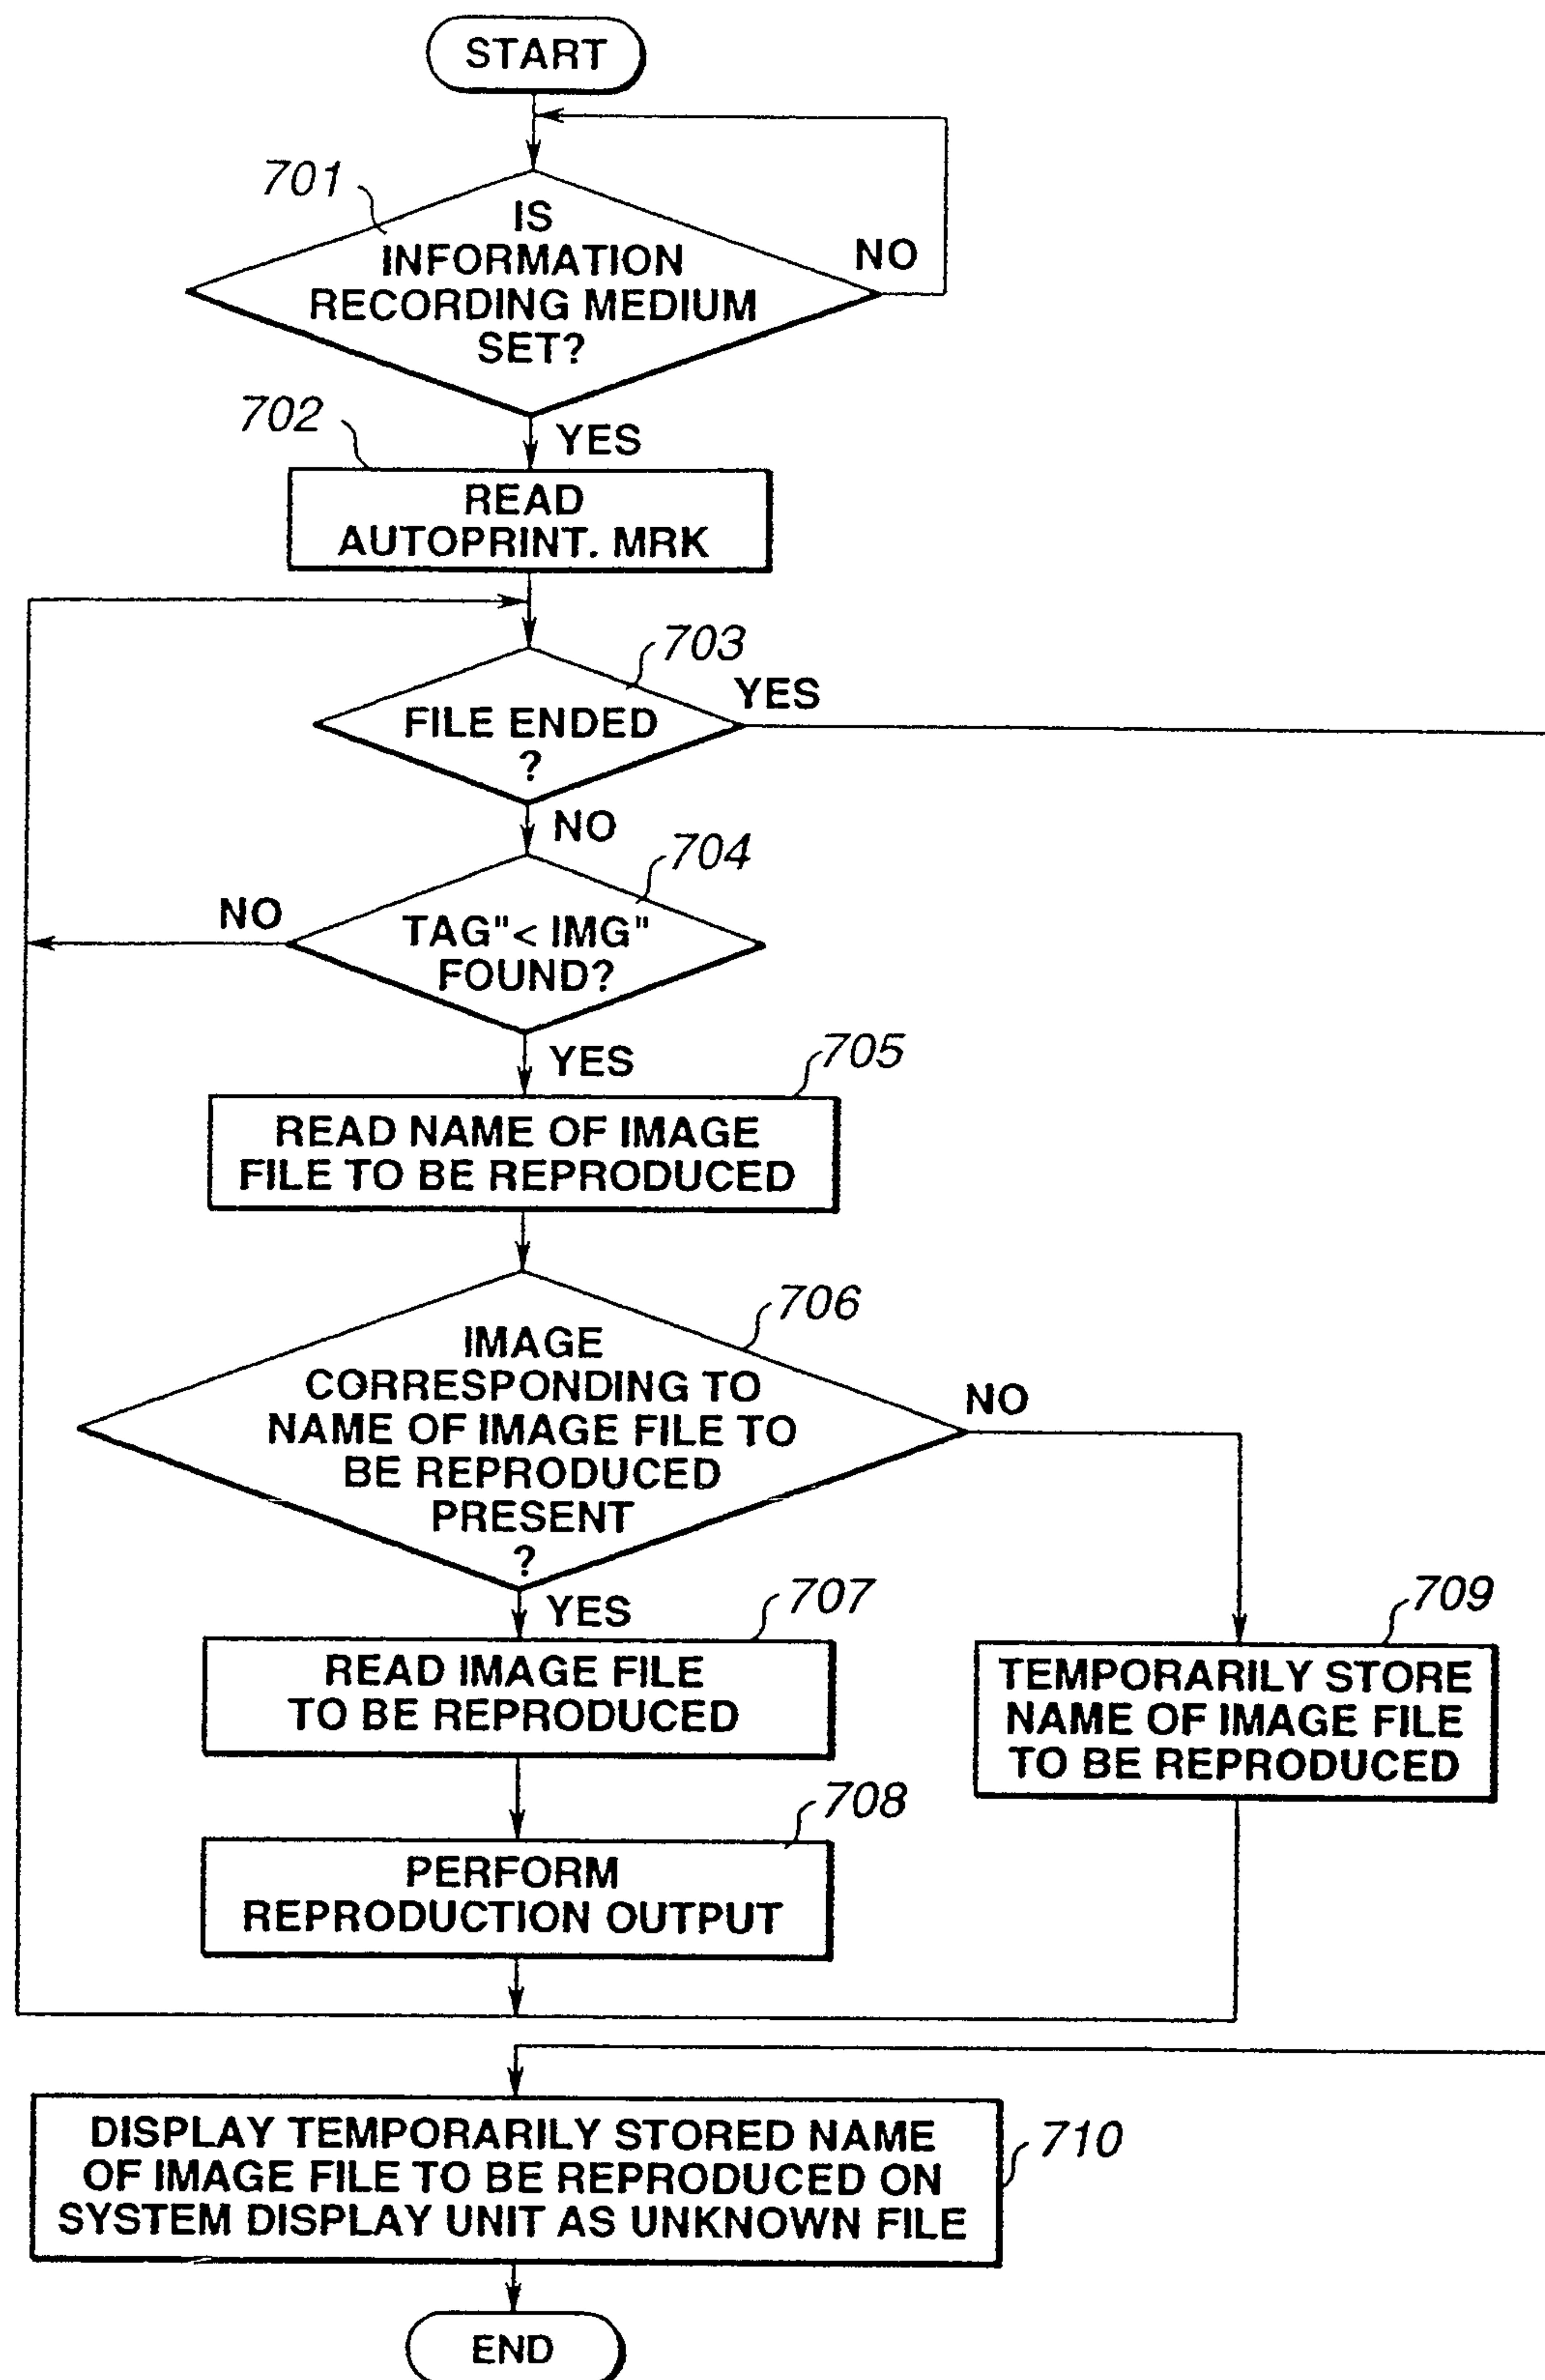 START
701
IS
INFORMATION
RECORDING MEDIUM
SET?
NO
702
YES
READ
AUTOPRINT. MRK
703
YES
FILE ENDED
?
NO
704
NO
TAG"< IMG"
FOUND?
YES
705
READ NAME OF IMAGE
FILE TO BE REPRODUCED
706
IMAGE
CORRESPONDING TO
NAME OF IMAGE FILE TO
BE REPRODUCED
PRESENT
?
NO
YES
707
READ IMAGE FILE
TO BE REPRODUCED
709
TEMPORARILY STORE
NAME OF IMAGE FILE
TO BE REPRODUCED
708
PERFORM
REPRODUCTION OUTPUT
DISPLAY TEMPORARILY STORED NAME
OF IMAGE FILE TO BE REPRODUCED ON
SYSTEM DISPLAY UNIT AS UNKNOWN FILE
710
END